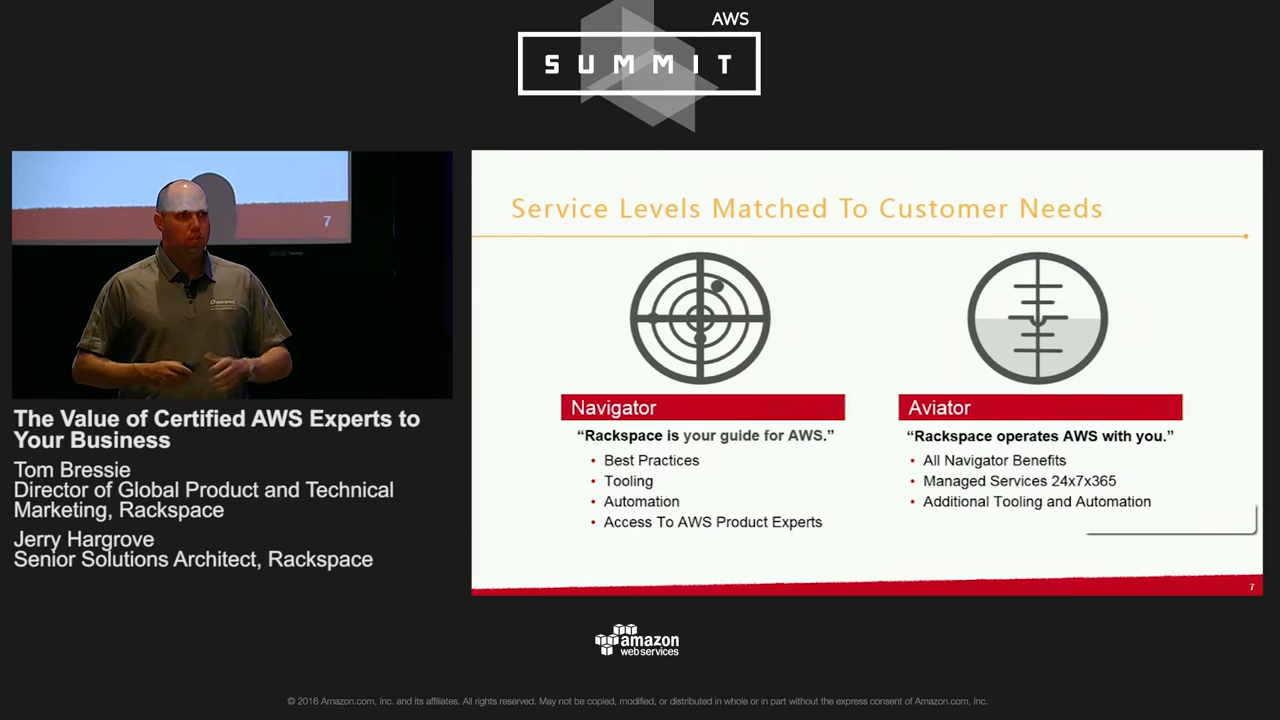 AWS
SUMMIT
7
The Value of Certified AWS Experts to
Your Business
Tom Bressie
Director of Global Product and Technical
Marketing, Rackspace
Jerry Hargrove
Senior Solutions Architect, Rackspace
Service Levels Matched To Customer Needs
Navigator
“Rackspace is your guide for AWS.”
• Best Practices
• Tooling
• Automation
• Access To AWS Product Experts
Aviator
“Rackspace operates AWS with you.”
• All Navigator Benefits
• Managed Services 24x7x365
• Additional Tooling and Automation
7
amazon
web services
© 2016 Amazon.com, Inc. and its affiliates. All rights reserved. May not be copied, modified, or distributed in whole or in part without the express consent of Amazon.com, Inc.